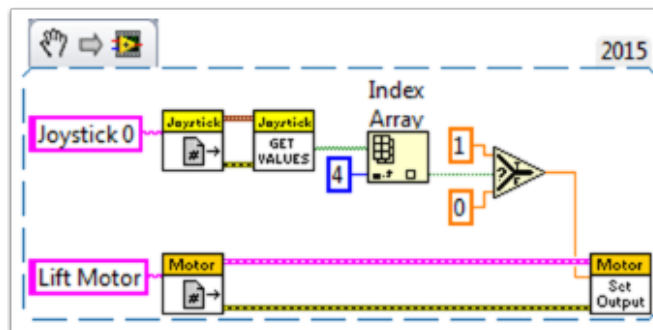 2015
Index
Array
Joystick 0
Joystick
#
Joystick
GET
VALUES
4
1
0
?
T
F
Lift Motor
Motor
#
Motor
Set
Output